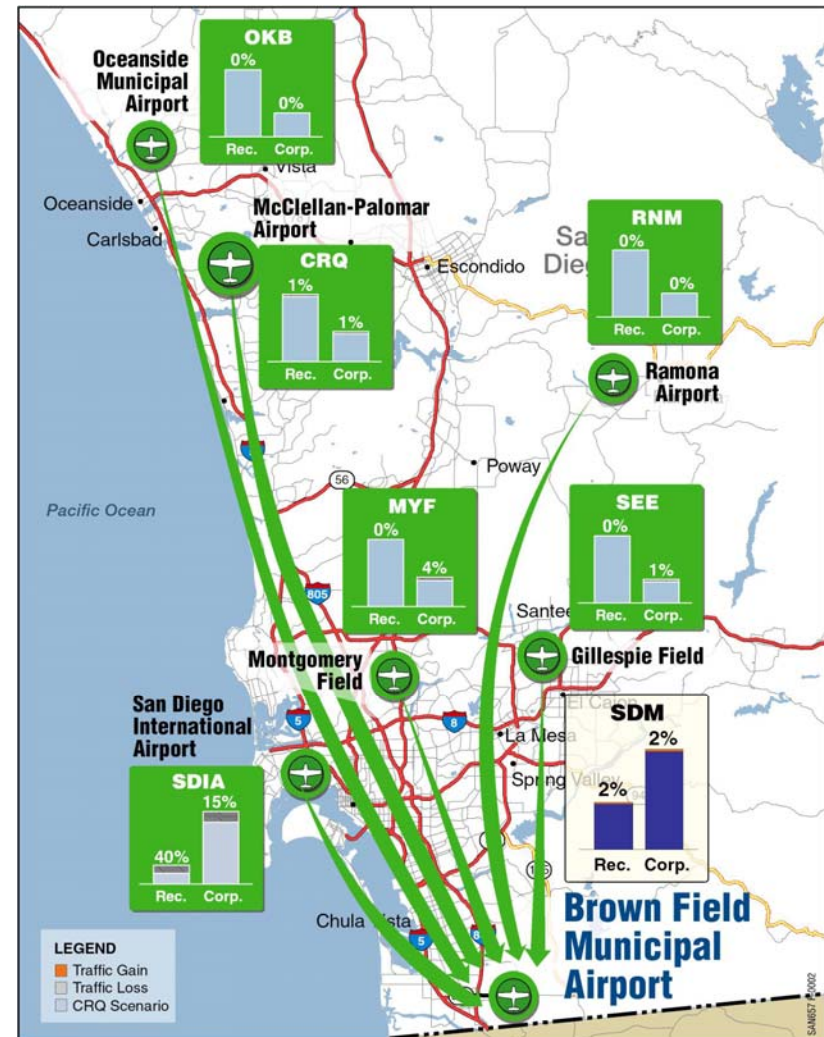 Oceanside
Municipal
Airport
OKB
0%
0%
Rec.
Corp.
Vista
Oceanside
Carlsbad
McClellan-Palomar
Airport
CRQ
1%
1%
Rec.
Corp.
Escondido
RNM
0%
0%
Rec.
Corp.
Ramona
Airport
Poway
56
Pacific Ocean
MYF
0%
4%
Rec.
Corp.
SEE
0%
1%
Rec.
Corp.
805
Santee
Montgomery
Field
Gillespie Field
El Cajon
San Diego
International
Airport
5
8
La Mesa
Spring Valley
94
SDIA
40%
15%
Rec.
Corp.
SDM
2%
2%
Rec.
Corp.
Chula Vista
5
Brown Field
Municipal
Airport
LEGEND
Traffic Gain
Traffic Loss
CRQ Scenario